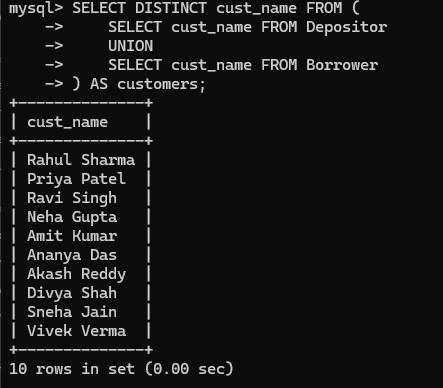 mysql> SELECT DISTINCT cust_name FROM (
    ->     SELECT cust_name FROM Depositor
    ->     UNION
    ->     SELECT cust_name FROM Borrower
    -> ) AS customers;
+--------------+
| cust_name    |
+--------------+
| Rahul Sharma |
| Priya Patel  |
| Ravi Singh   |
| Neha Gupta   |
| Amit Kumar   |
| Ananya Das   |
| Akash Reddy  |
| Divya Shah   |
| Sneha Jain   |
| Vivek Verma  |
+--------------+
10 rows in set (0.00 sec)